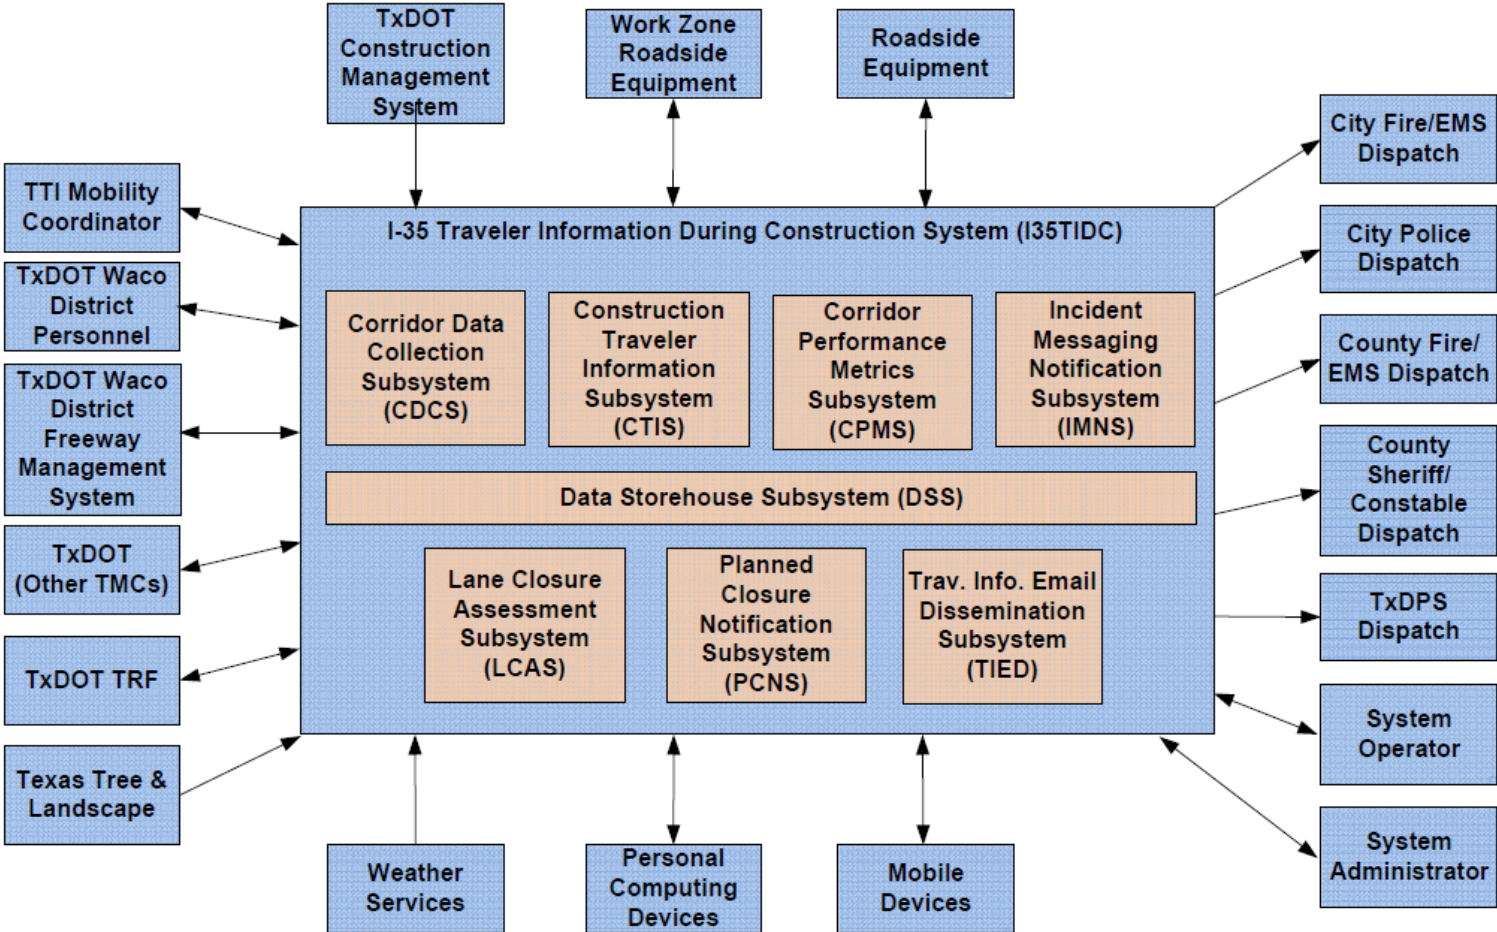 TxDOT
Construction
Management
System
Work Zone
Roadside
Equipment
Roadside
Equipment
TTI Mobility
Coordinator
TxDOT Waco
District
Personnel
TxDOT Waco
District
Freeway
Management
System
TxDOT
(Other TMCs)
TxDOT TRF
Texas Tree &
Landscape
I-35 Traveler Information During Construction System (I35TIDC)
Corridor Data
Collection
Subsystem
(CDCS)
Construction
Traveler
Information
Subsystem
(CTIS)
Corridor
Performance
Metrics
Subsystem
(CPMS)
Incident
Messaging
Notification
Subsystem
(IMNS)
Data Storehouse Subsystem (DSS)
Lane Closure
Assessment
Subsystem
(LCAS)
Planned
Closure
Notification
Subsystem
(PCNS)
Trav. Info. Email
Dissemination
Subsystem
(TIED)
City Fire/EMS
Dispatch
City Police
Dispatch
County Fire/
EMS Dispatch
County
Sheriff/
Constable
Dispatch
TxDPS
Dispatch
System
Operator
System
Administrator
Weather
Services
Personal
Computing
Devices
Mobile
Devices